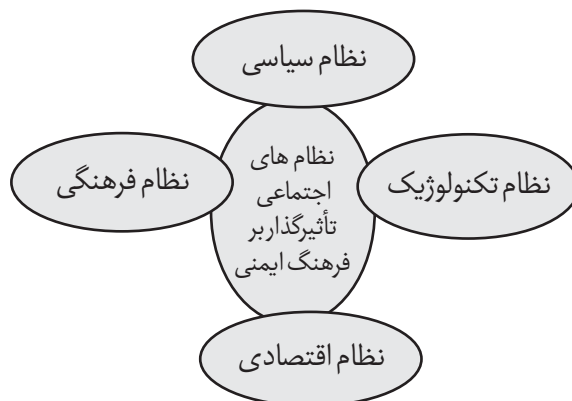 نظام سیاسی
نظام تکنولوژیک
نظام های
اجتماعی
تأثیرگذار بر
فرهنگ ایمنی
نظام فرهنگی
نظام اقتصادی